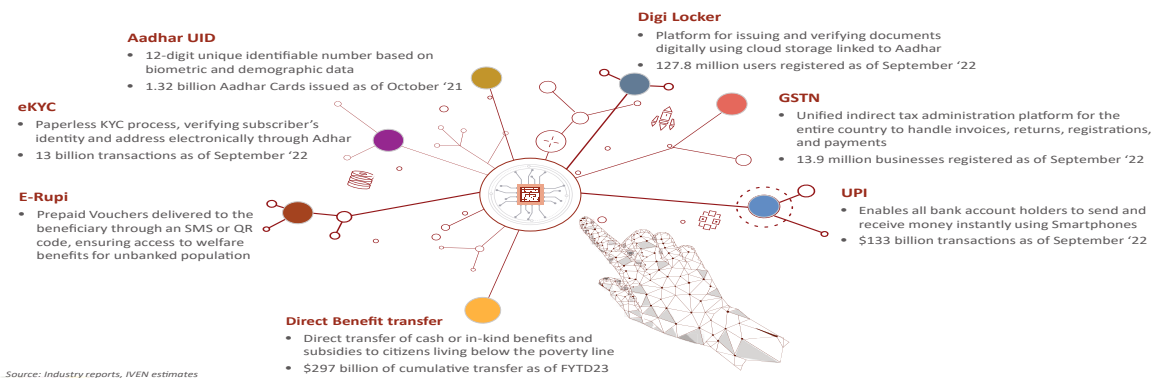 Aadhar UID
• 12-digit unique identifiable number based on
biometric and demographic data
• 1.32 billion Aadhar Cards issued as of October ‘21
Digi Locker
• Platform for issuing and verifying documents
digitally using cloud storage linked to Aadhar
• 127.8 million users registered as of September ‘22
eKYC
• Paperless KYC process, verifying subscriber’s
identity and address electronically through Adhar
• 13 billion transactions as of September ‘22
GSTN
• Unified indirect tax administration platform for the
entire country to handle invoices, returns, registrations,
and payments
• 13.9 million businesses registered as of September ‘22
E-Rupi
• Prepaid Vouchers delivered to the
beneficiary through an SMS or QR
code, ensuring access to welfare
benefits for unbanked population
UPI
• Enables all bank account holders to send and
receive money instantly using Smartphones
• $133 billion transactions as of September ‘22
Direct Benefit transfer
• Direct transfer of cash or in-kind benefits and
subsidies to citizens living below the poverty line
• $297 billion of cumulative transfer as of FYTD23
Source: Industry reports, IVEN estimates